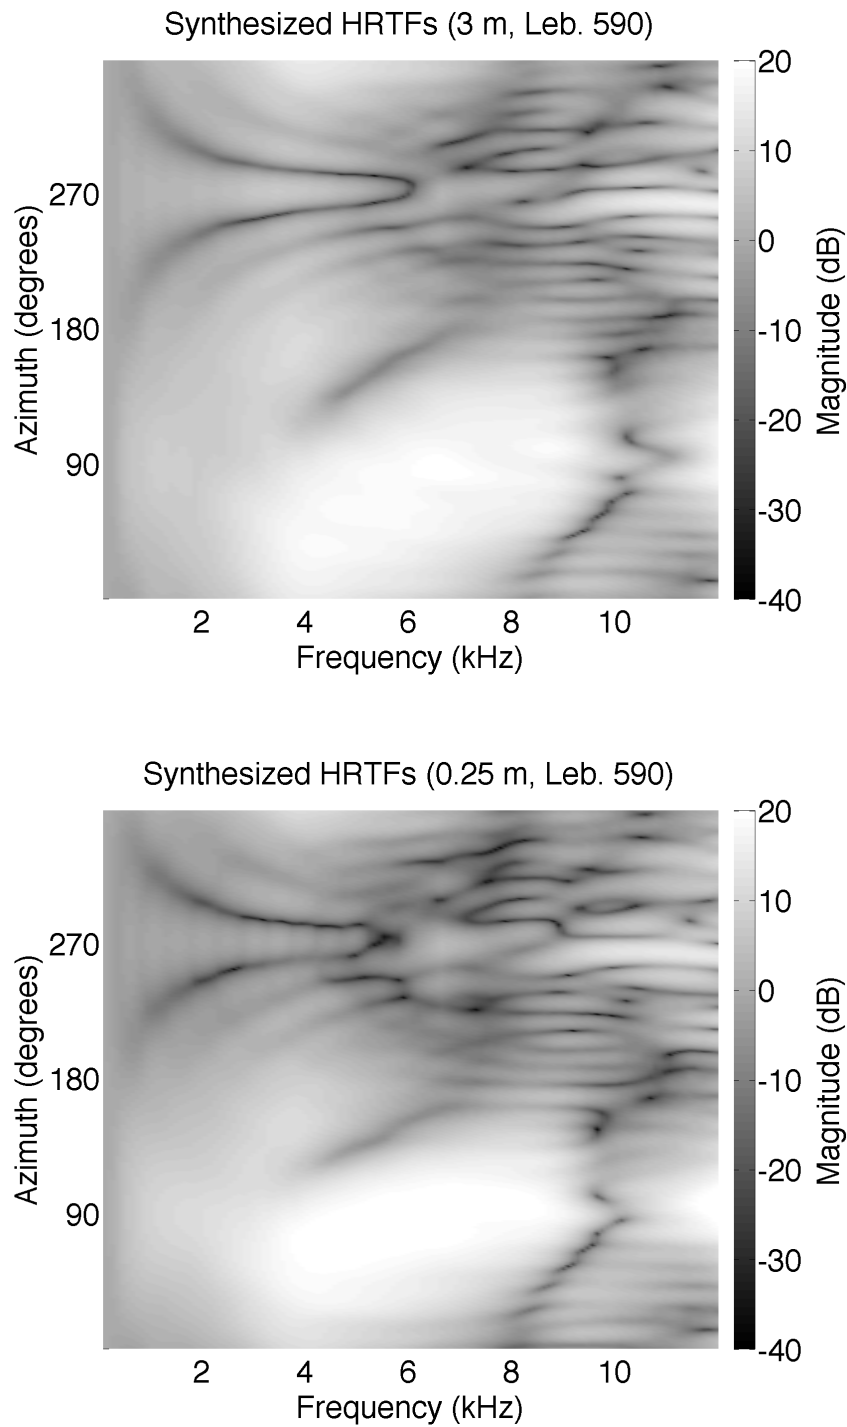 Synthesized HRTFs (3 m, Leb. 590)
Azimuth (degrees)
270
180
90
2 4 6 8 10
Frequency (kHz)
20
10
0
-10
-20
-30
-40
Magnitude (dB)
Synthesized HRTFs (0.25 m, Leb. 590)
Azimuth (degrees)
270
180
90
2 4 6 8 10
Frequency (kHz)
20
10
0
-10
-20
-30
-40
Magnitude (dB)